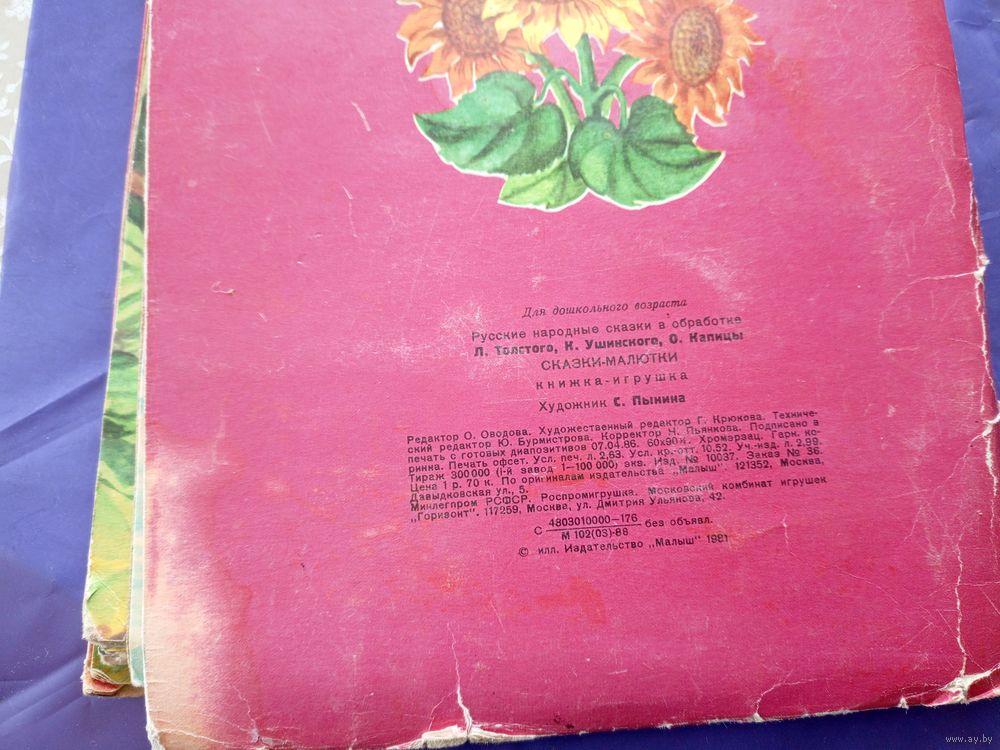 Для дошкольного возраста
Русские народные сказки в обработке
Л. Толстого, К. Ушинского, О. Капицы
СКАЗКИ-МАЛЮТКИ
книжка-игрушка
Художник С. Пынина
Редактор О. Оводова. Художественный редактор Г. Крюкова. Техниче-
ский редактор Ю. Бурмистрова. Корректор Н. Пьянкова. Подписано в
печать с готовых диапозитивов 07.04.86. 60х90⅛. Хромэрзац. Гарн. ко-
ринна. Печать офсет. Усл. печ. л. 2,63. Усл. кр.-отт. 10,52. Уч.-изд. л. 2,99.
Тираж 300000 (I-й завод 1—100 000) экз. Изд. № 10037. Заказ № 36.
Цена 1 р. 70 к. По оригиналам издательства „Малыш". 121352, Москва,
Давыдковская ул., 5.
Минлегпром РСФСР. Роспромигрушка. Московский комбинат игрушек
„Горизонт". 117259, Москва, ул. Дмитрия Ульянова, 42.
С 4803010000—176 без объявл.
М 102(03)-86
© илл. Издательство „Малыш" 1981
www.ay.by